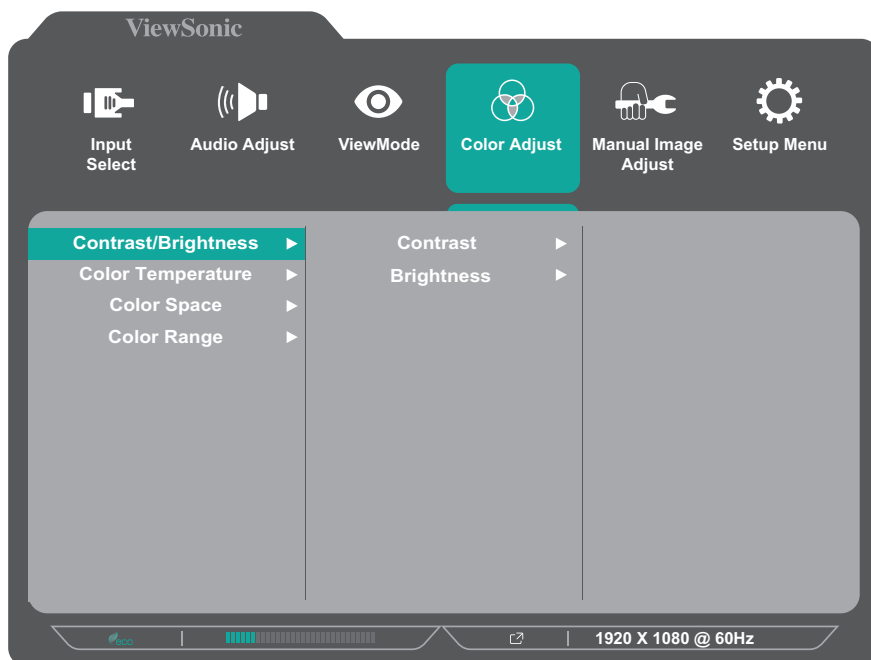 ViewSonic
Input Select
Audio Adjust
ViewMode
Color Adjust
Manual Image Adjust
Setup Menu
Contrast/Brightness
Contrast
Color Temperature
Brightness
Color Space
Color Range
eco
1920 X 1080 @ 60Hz